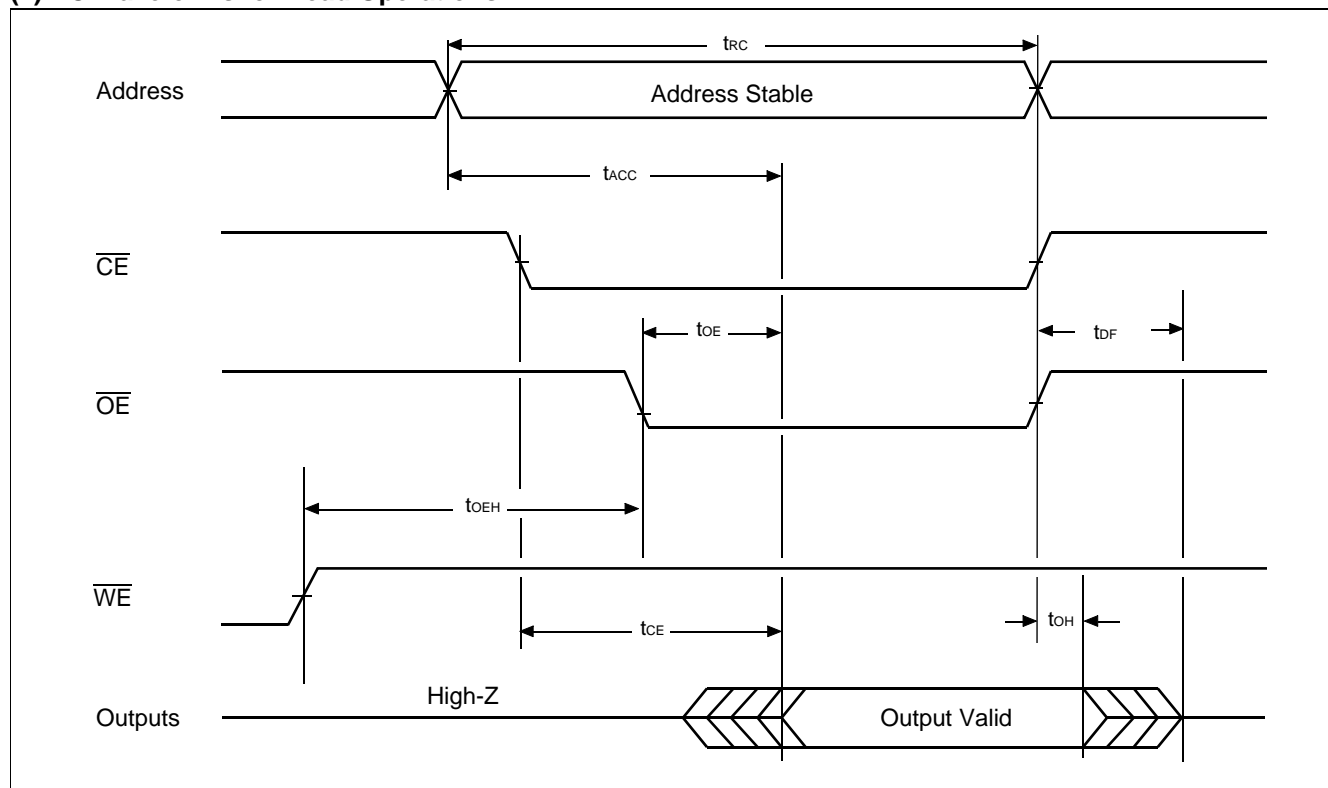 tRC
Address
Address Stable
tACC
CE
tOE
tDF
OE
tOEH
WE
tOH
tCE
High-Z
Outputs
Output Valid